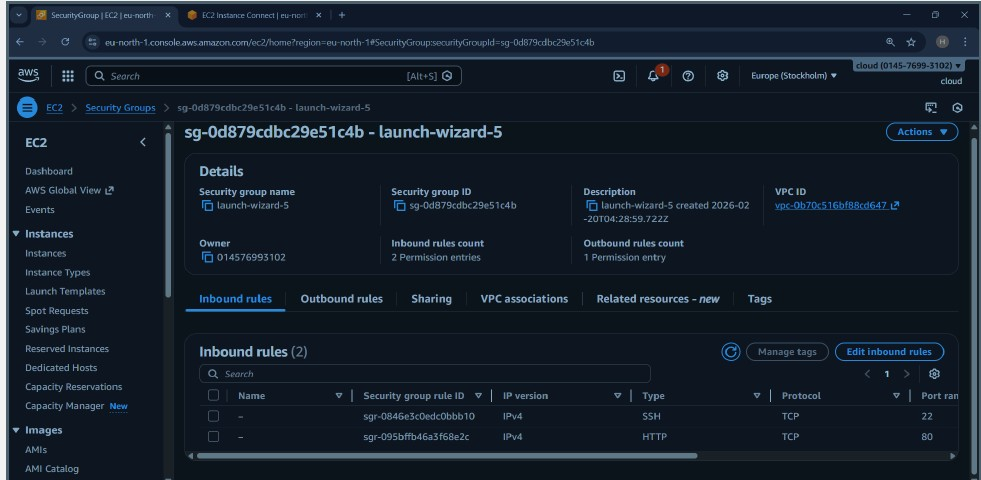 SecurityGroup | EC2 | eu-north-
EC2 Instance Connect | eu-nort
eu-north-1.console.aws.amazon.com/ec2/home?region=eu-north-1#SecurityGroup:securityGroupId=sg-0d879cdbc29e51c4b
H
aws
Search
[Alt+S]
1
Europe (Stockholm)
cloud (0145-7699-3102)
cloud
EC2 > Security Groups > sg-0d879cdbc29e51c4b - launch-wizard-5
EC2
Dashboard
AWS Global View
Events
Instances
Instances
Instance Types
Launch Templates
Spot Requests
Savings Plans
Reserved Instances
Dedicated Hosts
Capacity Reservations
Capacity Manager New
Images
AMIs
AMI Catalog
sg-0d879cdbc29e51c4b - launch-wizard-5
Actions
Details
Security group name
launch-wizard-5
Security group ID
sg-0d879cdbc29e51c4b
Description
launch-wizard-5 created 2026-02
-20T04:28:59.722Z
VPC ID
vpc-0b70c516bf88cd647
Owner
014576993102
Inbound rules count
2 Permission entries
Outbound rules count
1 Permission entry
Inbound rules Outbound rules Sharing VPC associations Related resources - new Tags
Inbound rules (2)
Manage tags
Edit inbound rules
Search
1
Name Security group rule ID IP version Type Protocol Port ran
– sgr-0846e3c0edc0bbb10 IPv4 SSH TCP 22
– sgr-095bffb46a3f68e2c IPv4 HTTP TCP 80